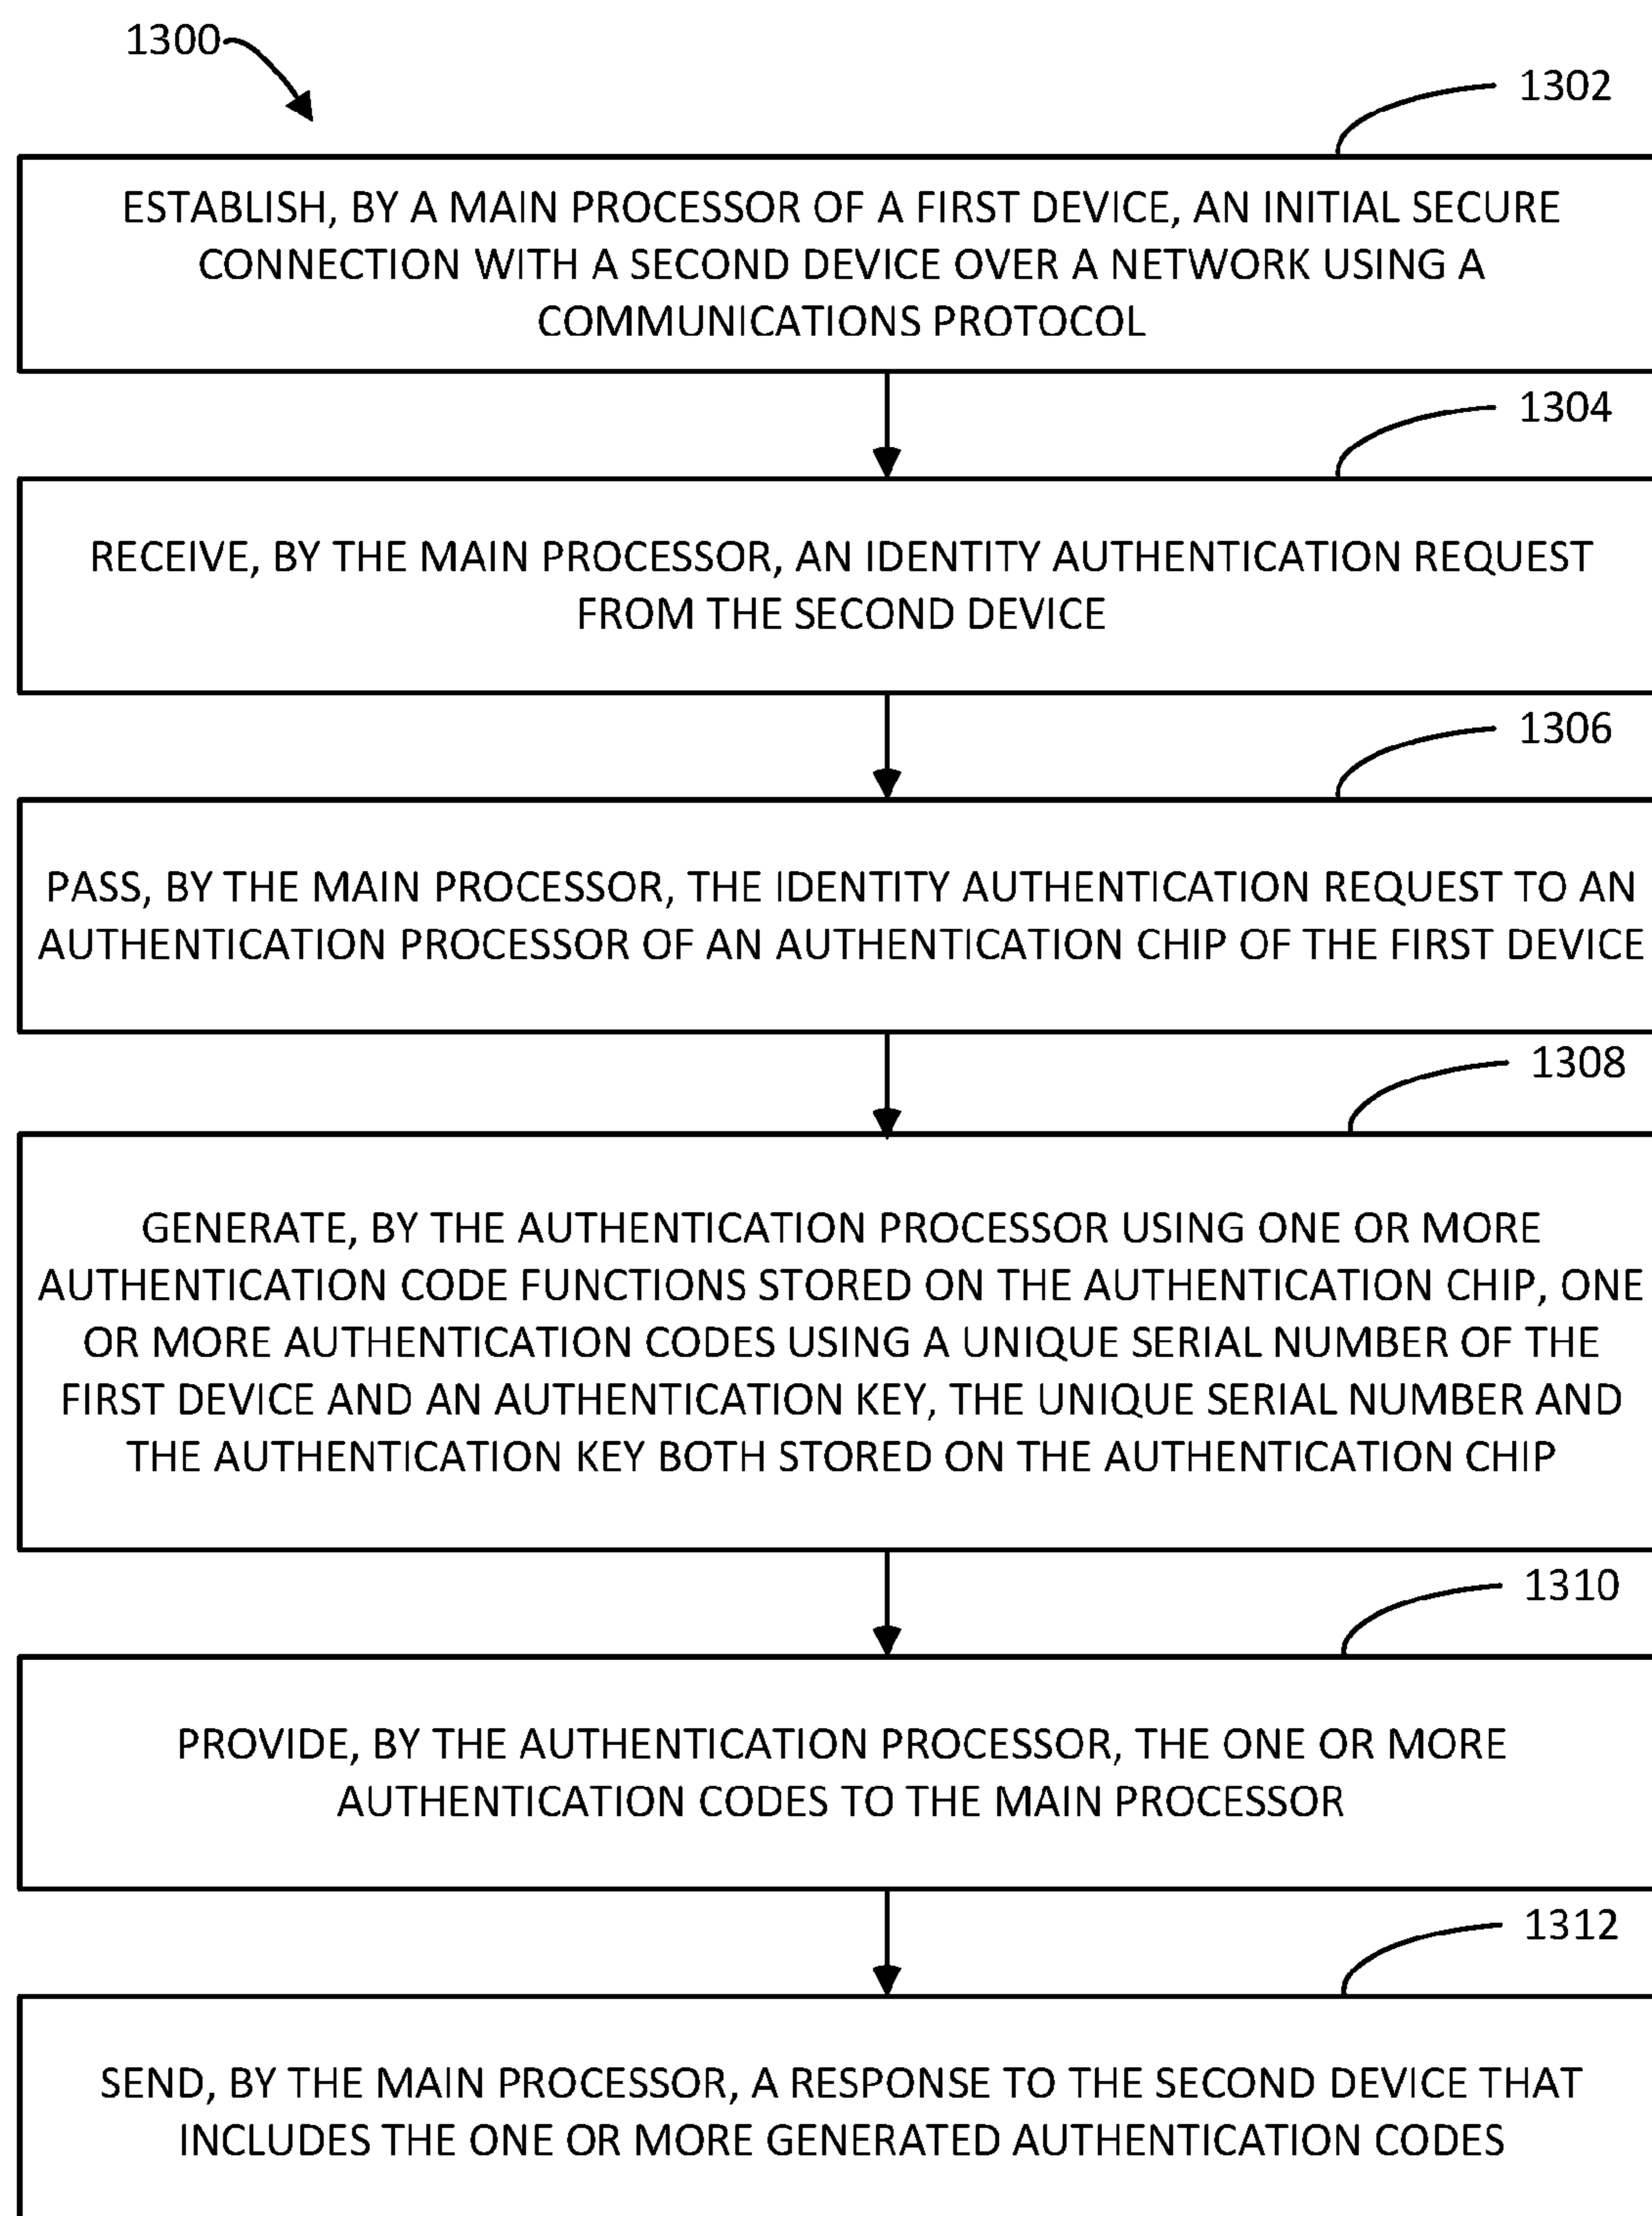 1300
1302
ESTABLISH, BY A MAIN PROCESSOR OF A FIRST DEVICE, AN INITIAL SECURE
CONNECTION WITH A SECOND DEVICE OVER A NETWORK USING A
COMMUNICATIONS PROTOCOL
1304
RECEIVE, BY THE MAIN PROCESSOR, AN IDENTITY AUTHENTICATION REQUEST
FROM THE SECOND DEVICE
1306
PASS, BY THE MAIN PROCESSOR, THE IDENTITY AUTHENTICATION REQUEST TO AN
AUTHENTICATION PROCESSOR OF AN AUTHENTICATION CHIP OF THE FIRST DEVICE
1308
GENERATE, BY THE AUTHENTICATION PROCESSOR USING ONE OR MORE
AUTHENTICATION CODE FUNCTIONS STORED ON THE AUTHENTICATION CHIP, ONE
OR MORE AUTHENTICATION CODES USING A UNIQUE SERIAL NUMBER OF THE
FIRST DEVICE AND AN AUTHENTICATION KEY, THE UNIQUE SERIAL NUMBER AND
THE AUTHENTICATION KEY BOTH STORED ON THE AUTHENTICATION CHIP
1310
PROVIDE, BY THE AUTHENTICATION PROCESSOR, THE ONE OR MORE
AUTHENTICATION CODES TO THE MAIN PROCESSOR
1312
SEND, BY THE MAIN PROCESSOR, A RESPONSE TO THE SECOND DEVICE THAT
INCLUDES THE ONE OR MORE GENERATED AUTHENTICATION CODES